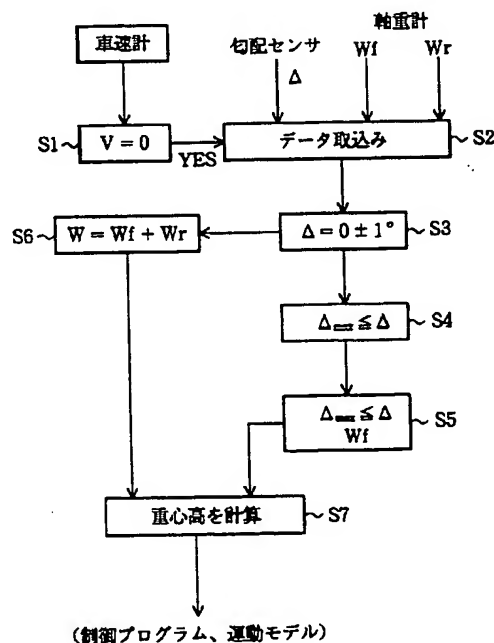 車速計
勾配センサ
Δ
軸重計
Wf
Wr
S1
V = 0
YES
データ取込み
S2
S6
W = Wf + Wr
Δ = 0 ± 1°
S3
Δmax ≦ Δ
S4
Δmax ≦ Δ
Wf
S5
重心高を計算
S7
(制御プログラム、運動モデル)